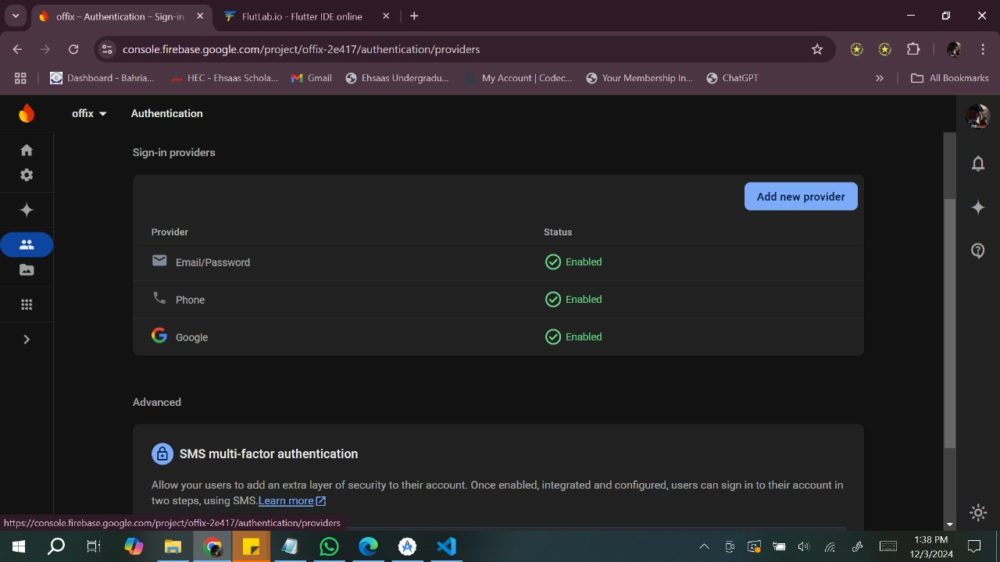 offix – Authentication – Sign-in
FlutLab.io - Flutter IDE online
console.firebase.google.com/project/offix-2e417/authentication/providers
Dashboard - Bahria...
HEC - Ehsaas Schola...
Gmail
Ehsaas Undergradu...
My Account | Codec...
Your Membership In...
ChatGPT
All Bookmarks
offix
Authentication
Sign-in providers
Add new provider
Provider Status
Email/Password Enabled
Phone Enabled
Google Enabled
Advanced
SMS multi-factor authentication
Allow your users to add an extra layer of security to their account. Once enabled, integrated and configured, users can sign in to their account in
two steps, using SMS.Learn more
https://console.firebase.google.com/project/offix-2e417/authentication/providers
1:38 PM
12/3/2024